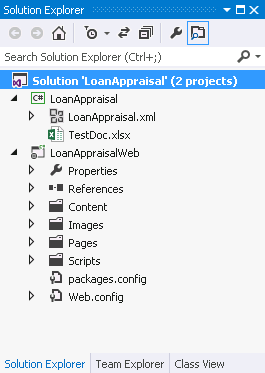 Solution Explorer
Search Solution Explorer (Ctrl+;)
Solution 'LoanAppraisal' (2 projects)
C# LoanAppraisal
LoanAppraisal.xml
TestDoc.xlsx
LoanAppraisalWeb
Properties
References
Content
Images
Pages
Scripts
packages.config
Web.config
Solution Explorer Team Explorer Class View